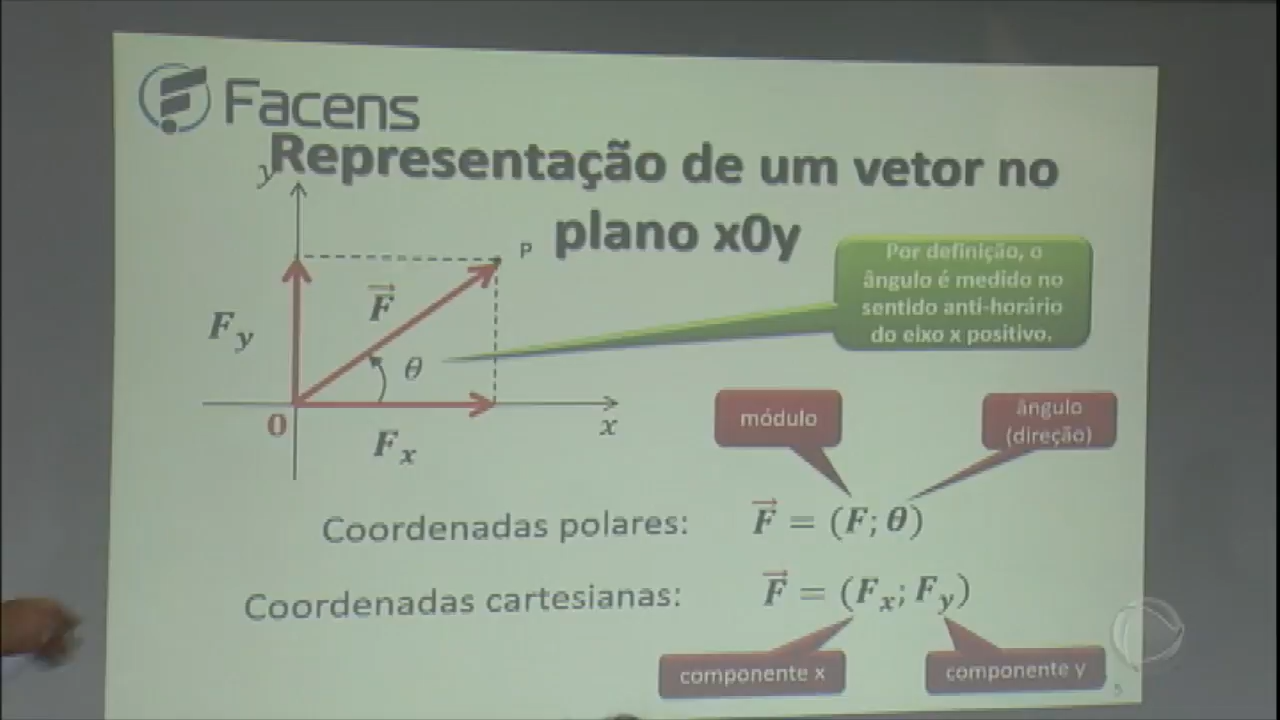 Facens
Representação de um vetor no
plano x0y
y
P
Por definição, o
ângulo é medido no
sentido anti-horário
do eixo x positivo.
F
Fy
θ
0
x
Fx
módulo
ângulo
(direção)
Coordenadas polares: F⃗ = (F; θ)
Coordenadas cartesianas: F⃗ = (Fx; Fy)
componente x
componente y
5